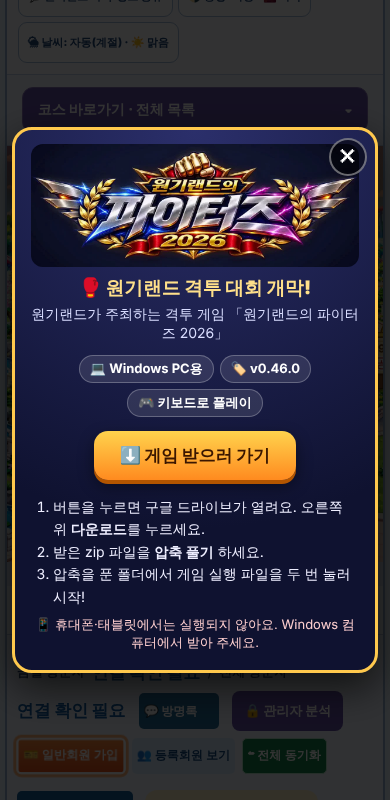 🌦 날씨: 자동(계절) · ☀️ 맑음
코스 바로가기 · 전체 목록
✕
원기랜드의
파이터즈
2026
🥊 원기랜드 격투 대회 개막!
원기랜드가 주최하는 격투 게임 「원기랜드의 파이터
즈 2026」
💻 Windows PC용
🏷️ v0.46.0
🎮 키보드로 플레이
⬇️ 게임 받으러 가기
1. 버튼을 누르면 구글 드라이브가 열려요. 오른쪽
위 다운로드를 누르세요.
2. 받은 zip 파일을 압축 풀기 하세요.
3. 압축을 푼 폴더에서 게임 실행 파일을 두 번 눌러
시작!
📱 휴대폰·태블릿에서는 실행되지 않아요. Windows 컴
퓨터에서 받아 주세요.
연결 확인 필요
💬 방명록
🔒 관리자 분석
🎫 일반회원 가입
👥 등록회원 보기
전체 동기화